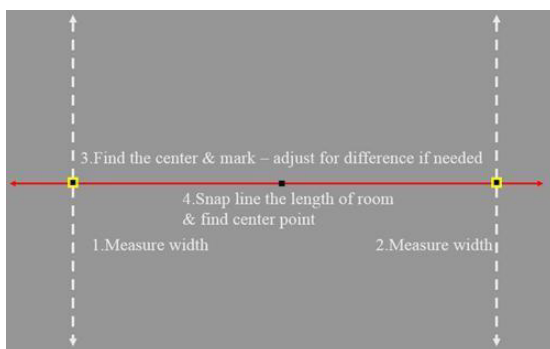 3.Find the center & mark – adjust for difference if needed
4.Snap line the length of room
& find center point
1.Measure width
2.Measure width